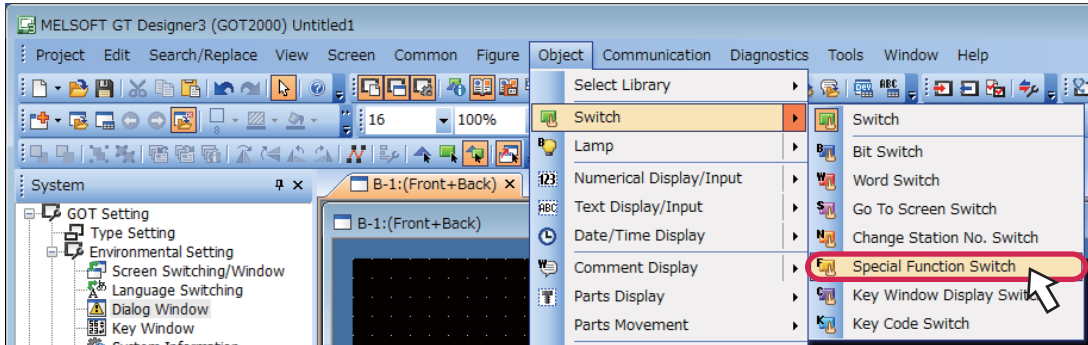 MELSOFT GT Designer3 (GOT2000) Untitled1
Project Edit Search/Replace View Screen Common Figure Object Communication Diagnostics Tools Window Help
16 100%
System
B-1:(Front+Back)
B-1:(Front+Back)
GOT Setting
Type Setting
Environmental Setting
Screen Switching/Window
Language Switching
Dialog Window
Key Window
System Information
Select Library
Switch
Lamp
Numerical Display/Input
Text Display/Input
Date/Time Display
Comment Display
Parts Display
Parts Movement
Switch
Bit Switch
Word Switch
Go To Screen Switch
Change Station No. Switch
Special Function Switch
Key Window Display Switch
Key Code Switch